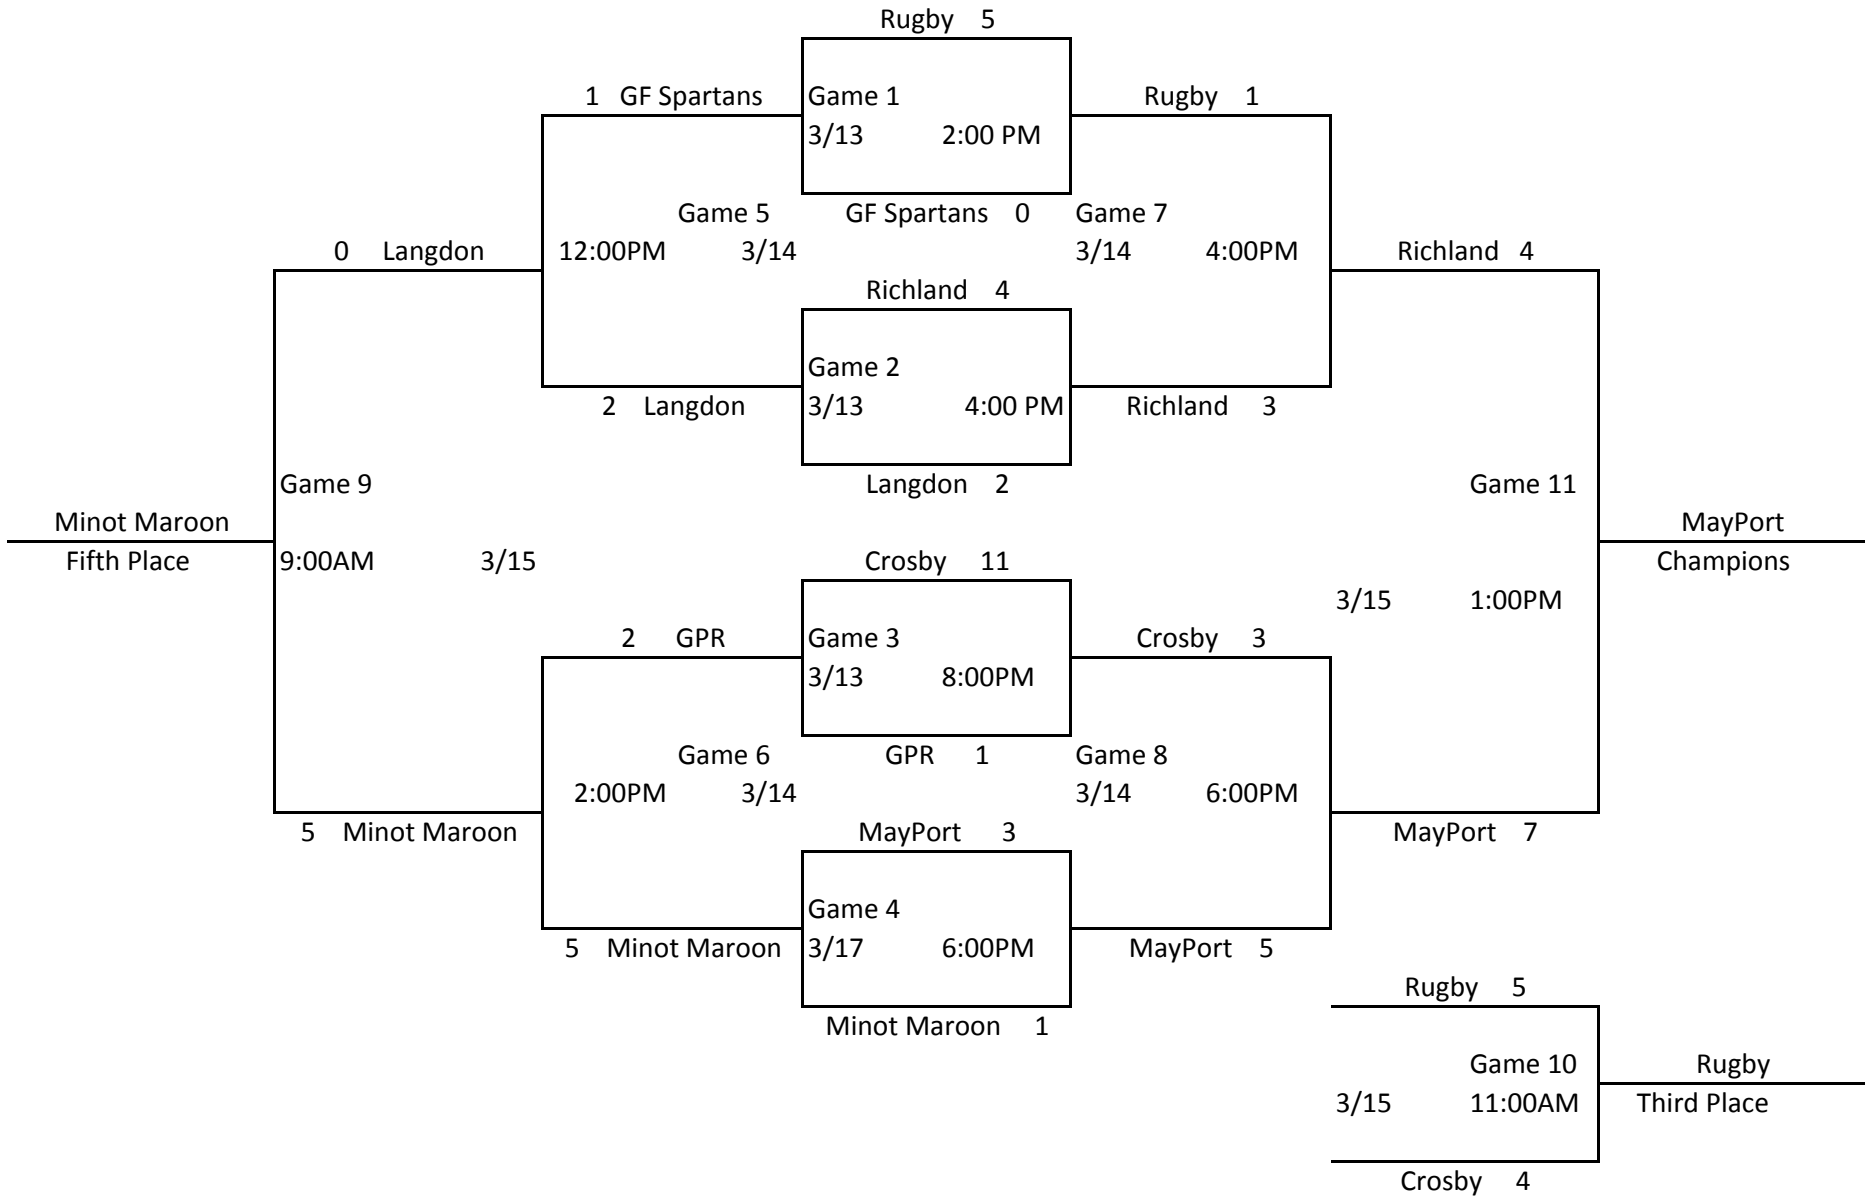 Rugby 5
1 GF Spartans Game 1 Rugby 1
3/13 2:00 PM
Game 5 GF Spartans 0 Game 7
0 Langdon 12:00PM 3/14 3/14 4:00PM Richland 4
Richland 4
Game 2
2 Langdon 3/13 4:00 PM Richland 3
Game 9 Langdon 2 Game 11
Minot Maroon MayPort
Fifth Place 9:00AM 3/15 Crosby 11 Champions
3/15 1:00PM
2 GPR Game 3 Crosby 3
3/13 8:00PM
Game 6 GPR 1 Game 8
2:00PM 3/14 3/14 6:00PM
5 Minot Maroon MayPort 3 MayPort 7
Game 4
5 Minot Maroon 3/17 6:00PM MayPort 5
Rugby 5
Minot Maroon 1
Game 10 Rugby
3/15 11:00AM Third Place
Crosby 4